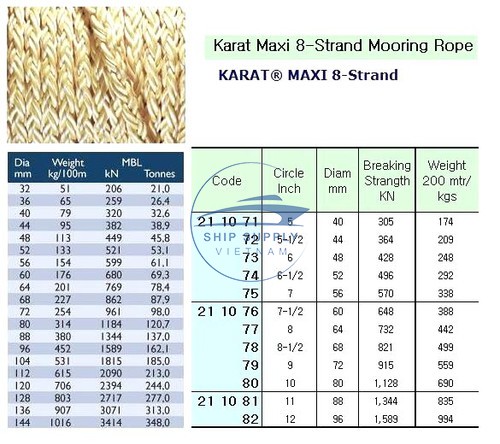 Karat Maxi 8-Strand Mooring Rope
KARAT® MAXI 8-Strand
Dia mm Weight kg/100m MBL kN Tonnes
32 51 206 21,0
36 65 259 26,4
40 79 320 32,6
44 95 382 38,9
48 113 449 45,8
52 133 521 53,1
56 154 599 61,1
60 176 680 69,3
64 201 769 78,4
68 227 862 87,9
72 254 961 98,0
80 314 1184 120,7
88 380 1344 137,0
96 452 1589 162,1
104 531 1815 185,0
112 615 2090 213,0
120 706 2394 244,0
128 803 2717 277,0
136 907 3071 313,0
144 1016 3414 348,0
Code Circle Inch Diam mm Breaking Strangth KN Weight 200 mtr/ kgs
21 10 71 5 40 305 174
72 5-1/2 44 364 209
73 6 48 428 248
74 6-1/2 52 496 292
75 7 56 570 338
21 10 76 7-1/2 60 648 388
77 8 64 732 442
78 8-1/2 68 821 499
79 9 72 915 559
80 10 80 1,128 690
21 10 81 11 88 1,344 835
82 12 96 1,589 994
SHIP SUPPLY
VIETNAM